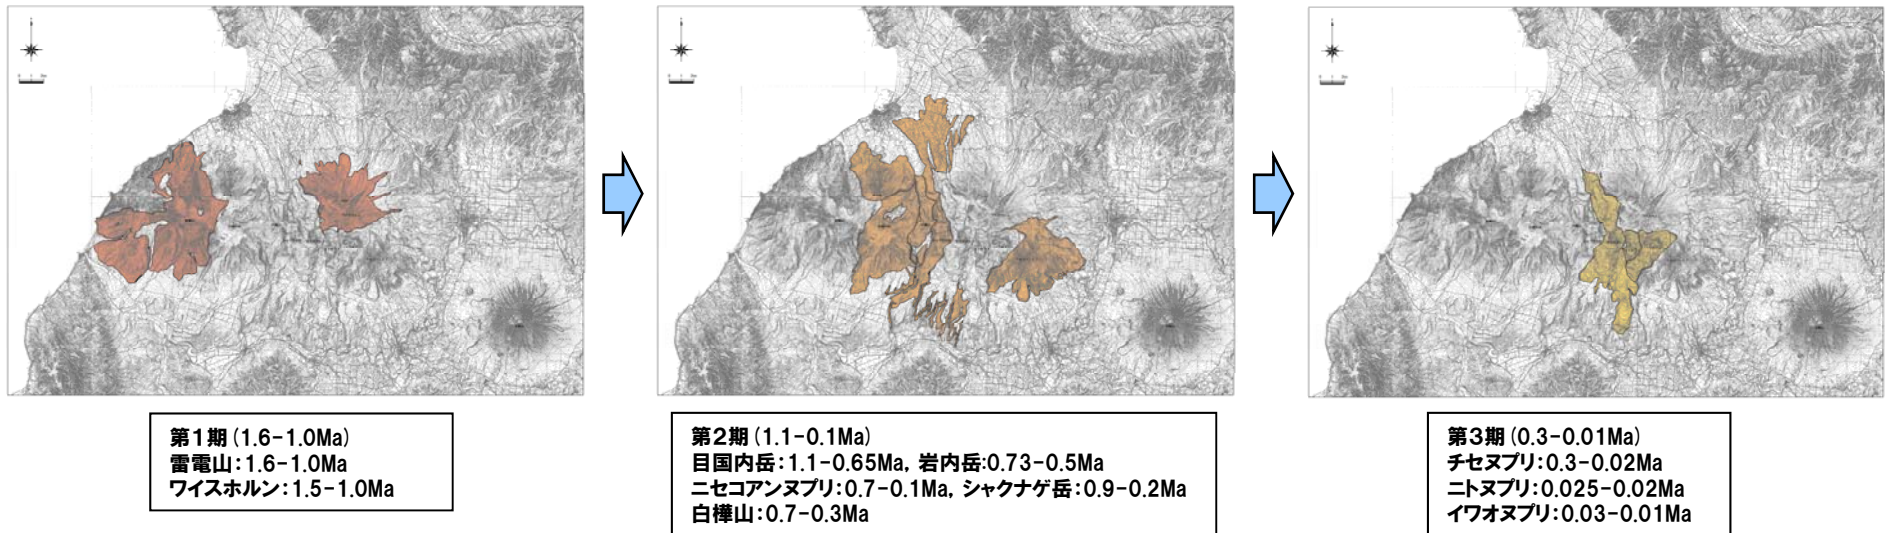 第1期(1.6-1.0Ma)
雷電山:1.6-1.0Ma
ワイスホルン:1.5-1.0Ma
第2期(1.1-0.1Ma)
目国内岳:1.1-0.65Ma, 岩内岳:0.73-0.5Ma
ニセコアンヌプリ:0.7-0.1Ma, シャクナゲ岳:0.9-0.2Ma
白樺山:0.7-0.3Ma
第3期(0.3-0.01Ma)
チセヌプリ:0.3-0.02Ma
ニトヌプリ:0.025-0.02Ma
イワオヌプリ:0.03-0.01Ma